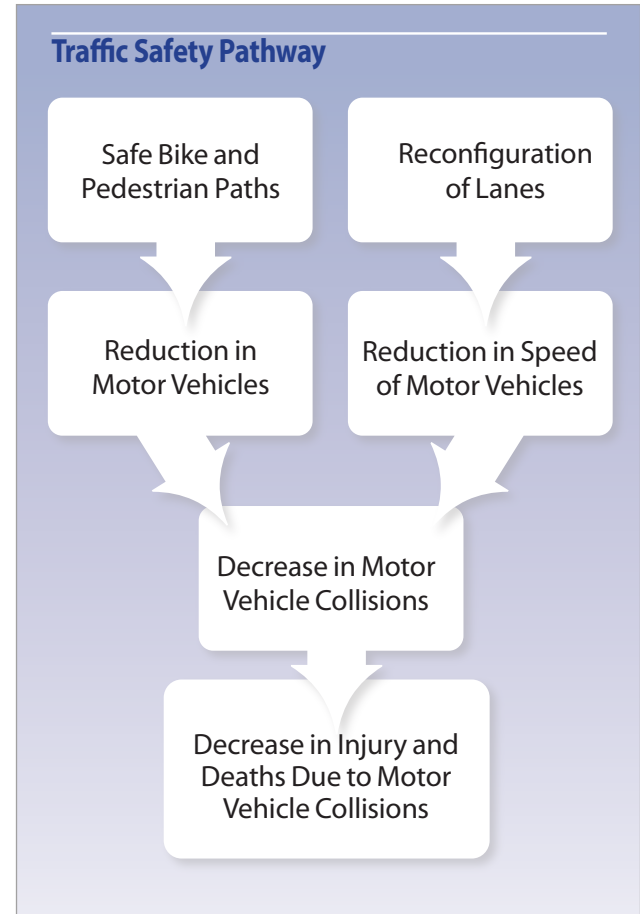 Traffic Safety Pathway
Safe Bike and
Pedestrian Paths
Reconfiguration
of Lanes
Reduction in
Motor Vehicles
Reduction in Speed
of Motor Vehicles
Decrease in Motor
Vehicle Collisions
Decrease in Injury and
Deaths Due to Motor
Vehicle Collisions